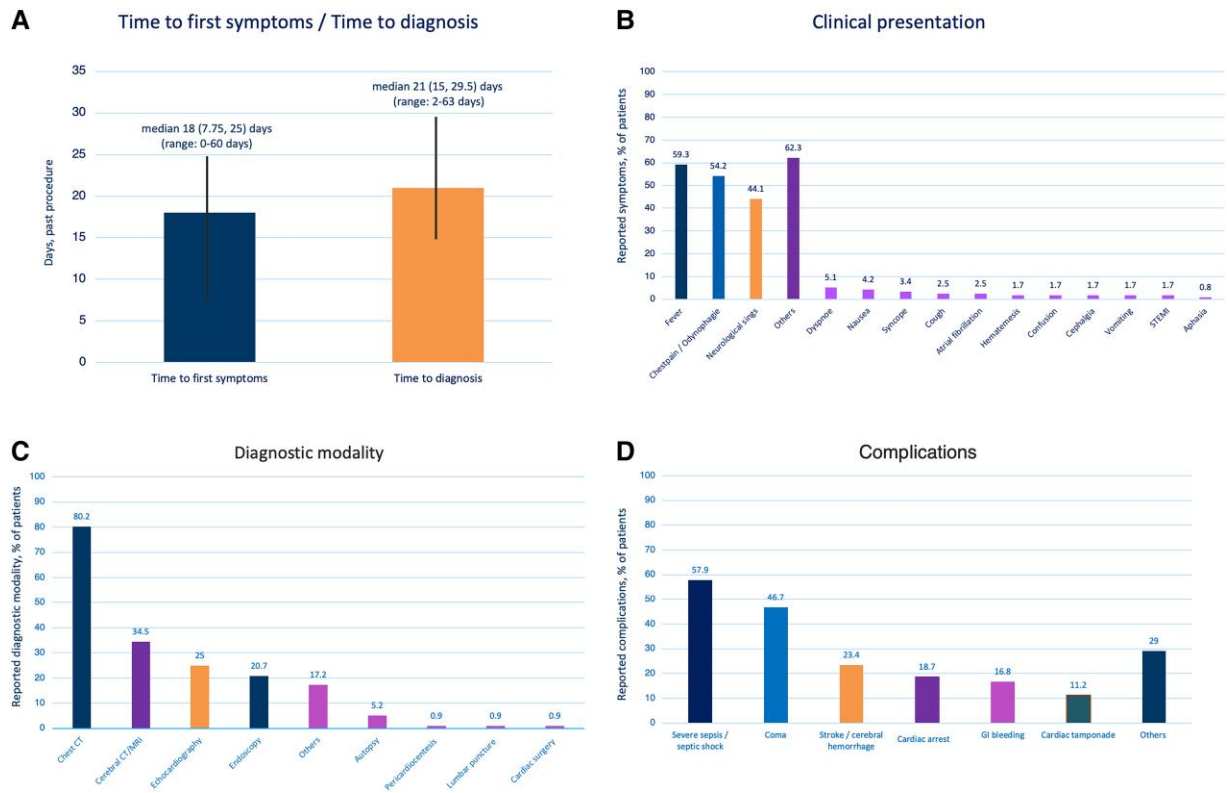 A
Time to first symptoms / Time to diagnosis
Days, past procedure
35
30
25
20
15
10
5
0
median 18 (7.75, 25) days
(range: 0-60 days)
median 21 (15, 29.5) days
(range: 2-63 days)
Time to first symptoms
Time to diagnosis
B
Clinical presentation
Reported symptoms, % of patients
100
90
80
70
60
50
40
30
20
10
0
59.3
54.2
44.1
62.3
5.1
4.2
3.4
2.5
2.5
1.7
1.7
1.7
1.7
1.7
0.8
Fever
Chestpain / Odynophagie
Neurological sings
Others
Dyspnoe
Nausea
Syncope
Cough
Atrial fibrillation
Hematemesis
Confusion
Cephalgia
Vomiting
STEMI
Aphasia
C
Diagnostic modality
Reported diagnostic modality, % of patients
100
90
80
70
60
50
40
30
20
10
0
80.2
34.5
25
20.7
17.2
5.2
0.9
0.9
0.9
Chest CT
Cerebral CT/MRI
Echocardiography
Endoscopy
Others
Autopsy
Pericardiocentesis
Lumbar puncture
Cardiac surgery
D
Complications
Reported complications, % of patients
100
90
80
70
60
50
40
30
20
10
0
57.9
46.7
23.4
18.7
16.8
11.2
29
Severe sepsis /
septic shock
Coma
Stroke / cerebral
hemorrhage
Cardiac arrest
GI bleeding
Cardiac tamponade
Others